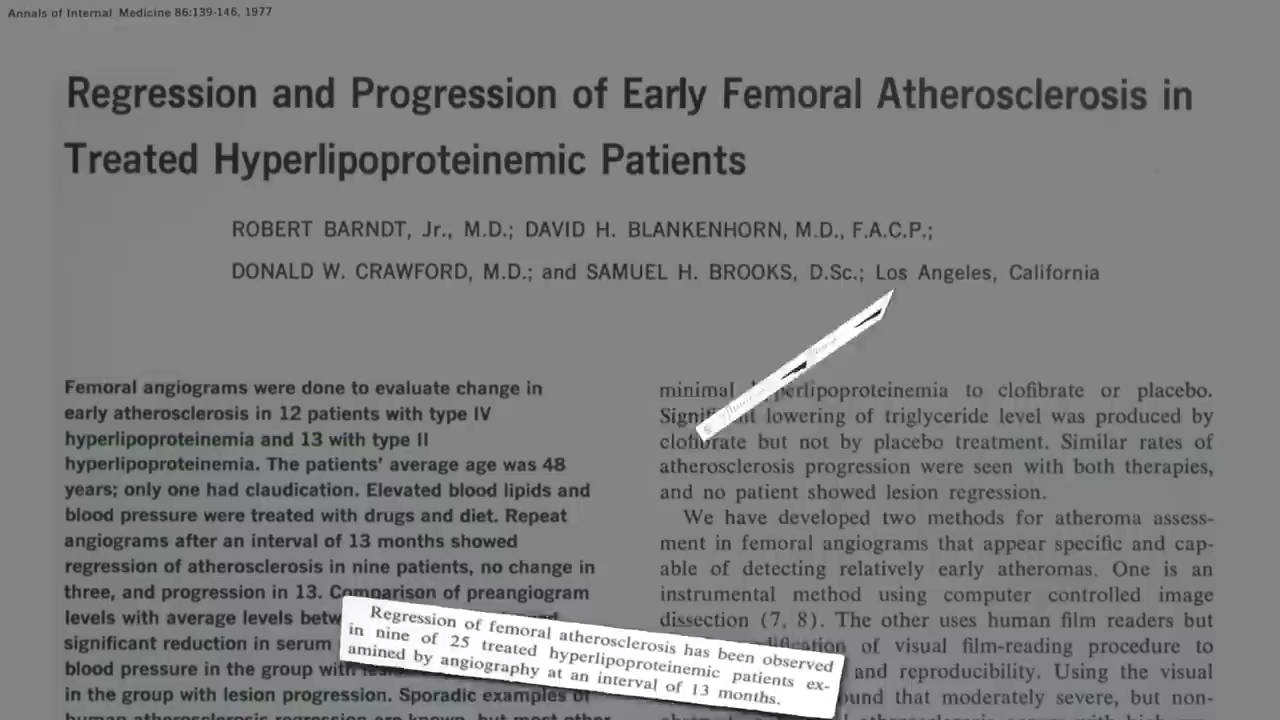 Annals of Internal Medicine 86:139-146, 1977
Regression and Progression of Early Femoral Atherosclerosis in
Treated Hyperlipoproteinemic Patients
ROBERT BARNDT, Jr., M.D.; DAVID H. BLANKENHORN, M.D., F.A.C.P.;
DONALD W. CRAWFORD, M.D.; and SAMUEL H. BROOKS, D.Sc.; Los Angeles, California
Femoral angiograms were done to evaluate change in
early atherosclerosis in 12 patients with type IV
hyperlipoproteinemia and 13 with type II
hyperlipoproteinemia. The patients' average age was 48
years; only one had claudication. Elevated blood lipids and
blood pressure were treated with drugs and diet. Repeat
angiograms after an interval of 13 months showed
regression of atherosclerosis in nine patients, no change in
three, and progression in 13. Comparison of preangiogram
levels with average levels
significant reduction in serum
blood pressure in the group with
in the group with lesion progression. Sporadic examples of
human atherosclerosis regression are known, but most other
minimal to clofibrate or placebo.
lowering of triglyceride level was produced by
clofibrate but not by placebo treatment. Similar rates of
atherosclerosis progression were seen with both therapies,
and no patient showed lesion regression.
We have developed two methods for atheroma assess-
ment in femoral angiograms that appear specific and cap-
able of detecting relatively early atheromas. One is an
instrumental method using computer controlled image
dissection (7, 8). The other uses human film readers but
of visual film-reading procedure to
and reproducibility. Using the visual
that moderately severe, but non-
Regression of femoral atherosclerosis has been observed
in nine of 25 treated hyperlipoproteinemic patients ex-
amined by angiography at an interval of 13 months.